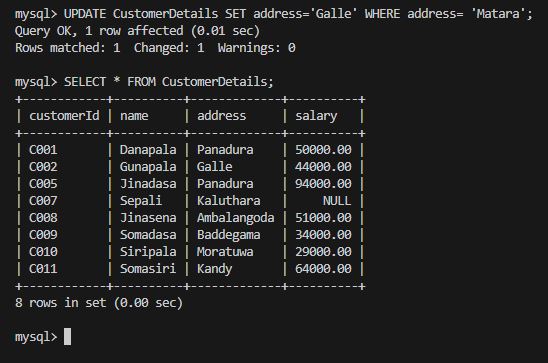 mysql> UPDATE CustomerDetails SET address='Galle' WHERE address= 'Matara';
Query OK, 1 row affected (0.01 sec)
Rows matched: 1  Changed: 1  Warnings: 0

mysql> SELECT * FROM CustomerDetails;
+------------+----------+------------+----------+
| customerId | name     | address    | salary   |
+------------+----------+------------+----------+
| C001       | Danapala | Panadura   | 50000.00 |
| C002       | Gunapala | Galle      | 44000.00 |
| C005       | Jinadasa | Panadura   | 94000.00 |
| C007       | Sepali   | Kaluthara  |     NULL |
| C008       | Jinasena | Ambalangoda | 51000.00 |
| C009       | Somadasa | Baddegama  | 34000.00 |
| C010       | Siripala | Moratuwa   | 29000.00 |
| C011       | Somasiri | Kandy      | 64000.00 |
+------------+----------+------------+----------+
8 rows in set (0.00 sec)

mysql>